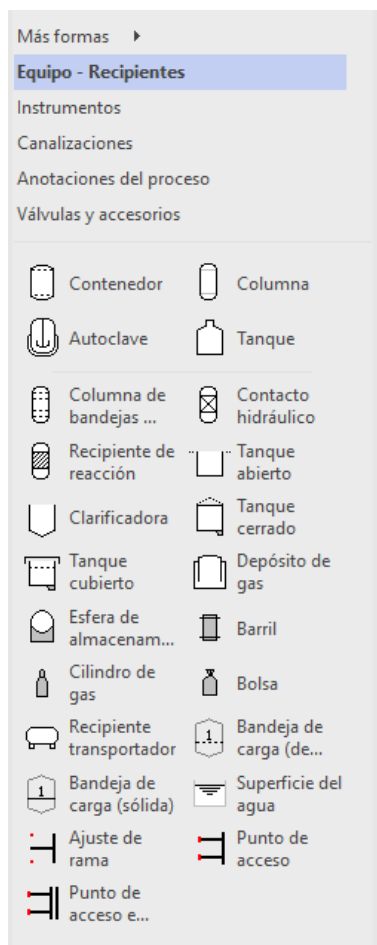 Más formas
Equipo - Recipientes
Instrumentos
Canalizaciones
Anotaciones del proceso
Válvulas y accesorios
Contenedor
Columna
Autoclave
Tanque
Columna de
bandejas ...
Contacto
hidráulico
Recipiente de
reacción
Tanque
abierto
Clarificadora
Tanque
cerrado
Tanque
cubierto
Depósito de
gas
Esfera de
almacenam...
Barril
Cilindro de
gas
Bolsa
Recipiente
transportador
1
Bandeja de
carga (de...
1
Bandeja de
carga (sólida)
Superficie del
agua
Ajuste de
rama
Punto de
acceso
Punto de
acceso e...